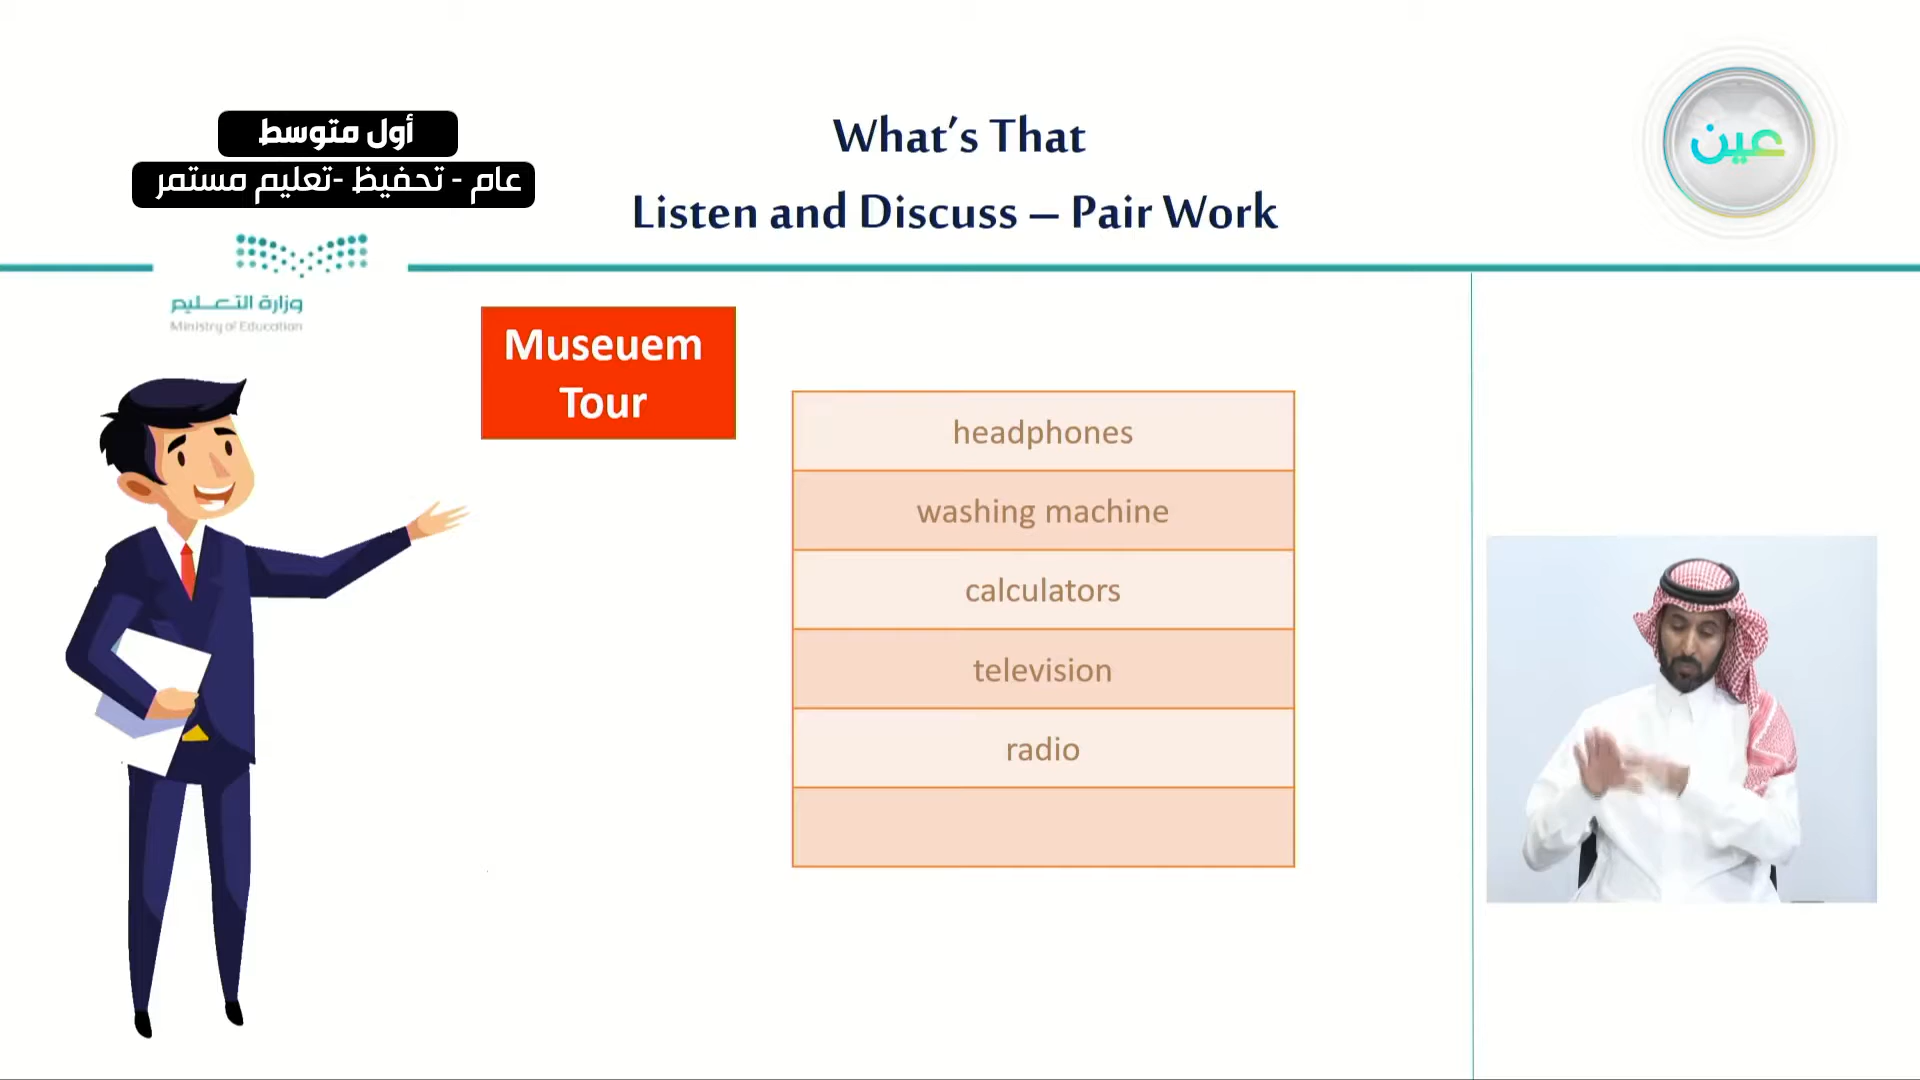 أول متوسط
عام - تحفيظ -تعليم مستمر
What's That
Listen and Discuss – Pair Work
عين
وزارة التعليم
Ministry of Education
Museuem
Tour
headphones
washing machine
calculators
television
radio